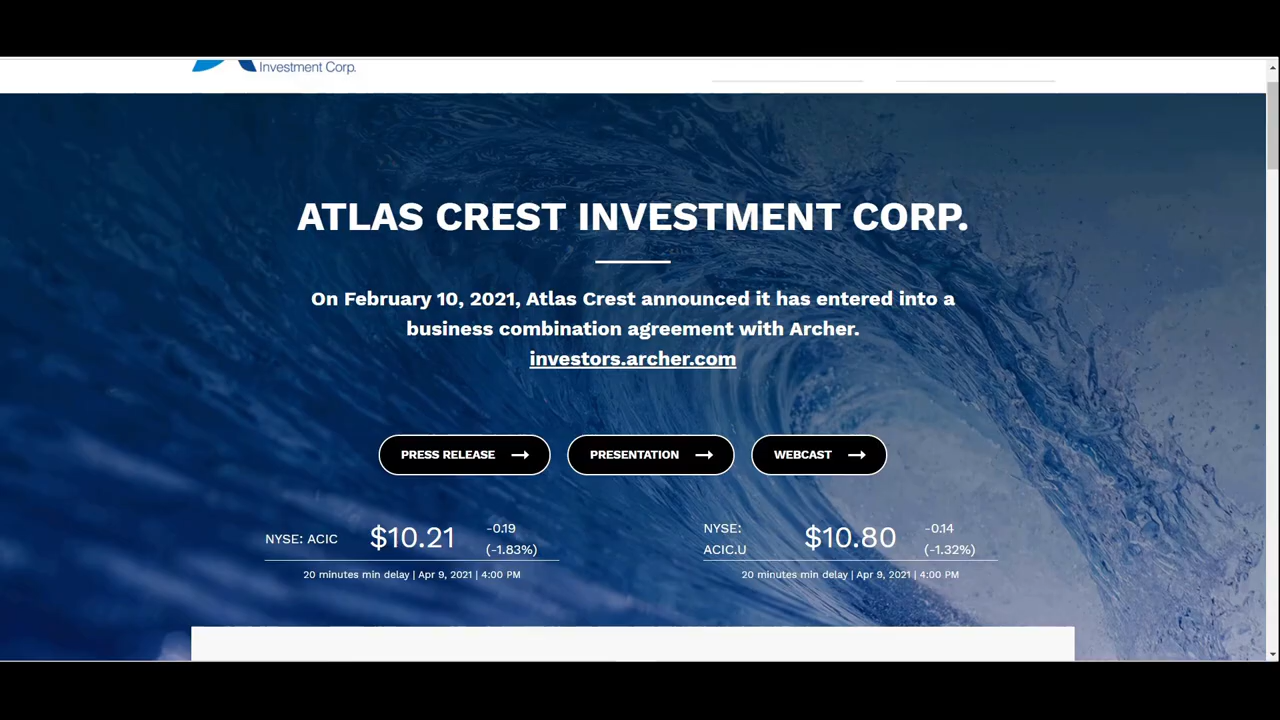 Investment Corp.
ATLAS CREST INVESTMENT CORP.
On February 10, 2021, Atlas Crest announced it has entered into a
business combination agreement with Archer.
investors.archer.com
PRESS RELEASE
PRESENTATION
WEBCAST
NYSE: ACIC
$10.21
-0.19
(-1.83%)
20 minutes min delay | Apr 9, 2021 | 4:00 PM
NYSE:
ACIC.U
$10.80
-0.14
(-1.32%)
20 minutes min delay | Apr 9, 2021 | 4:00 PM